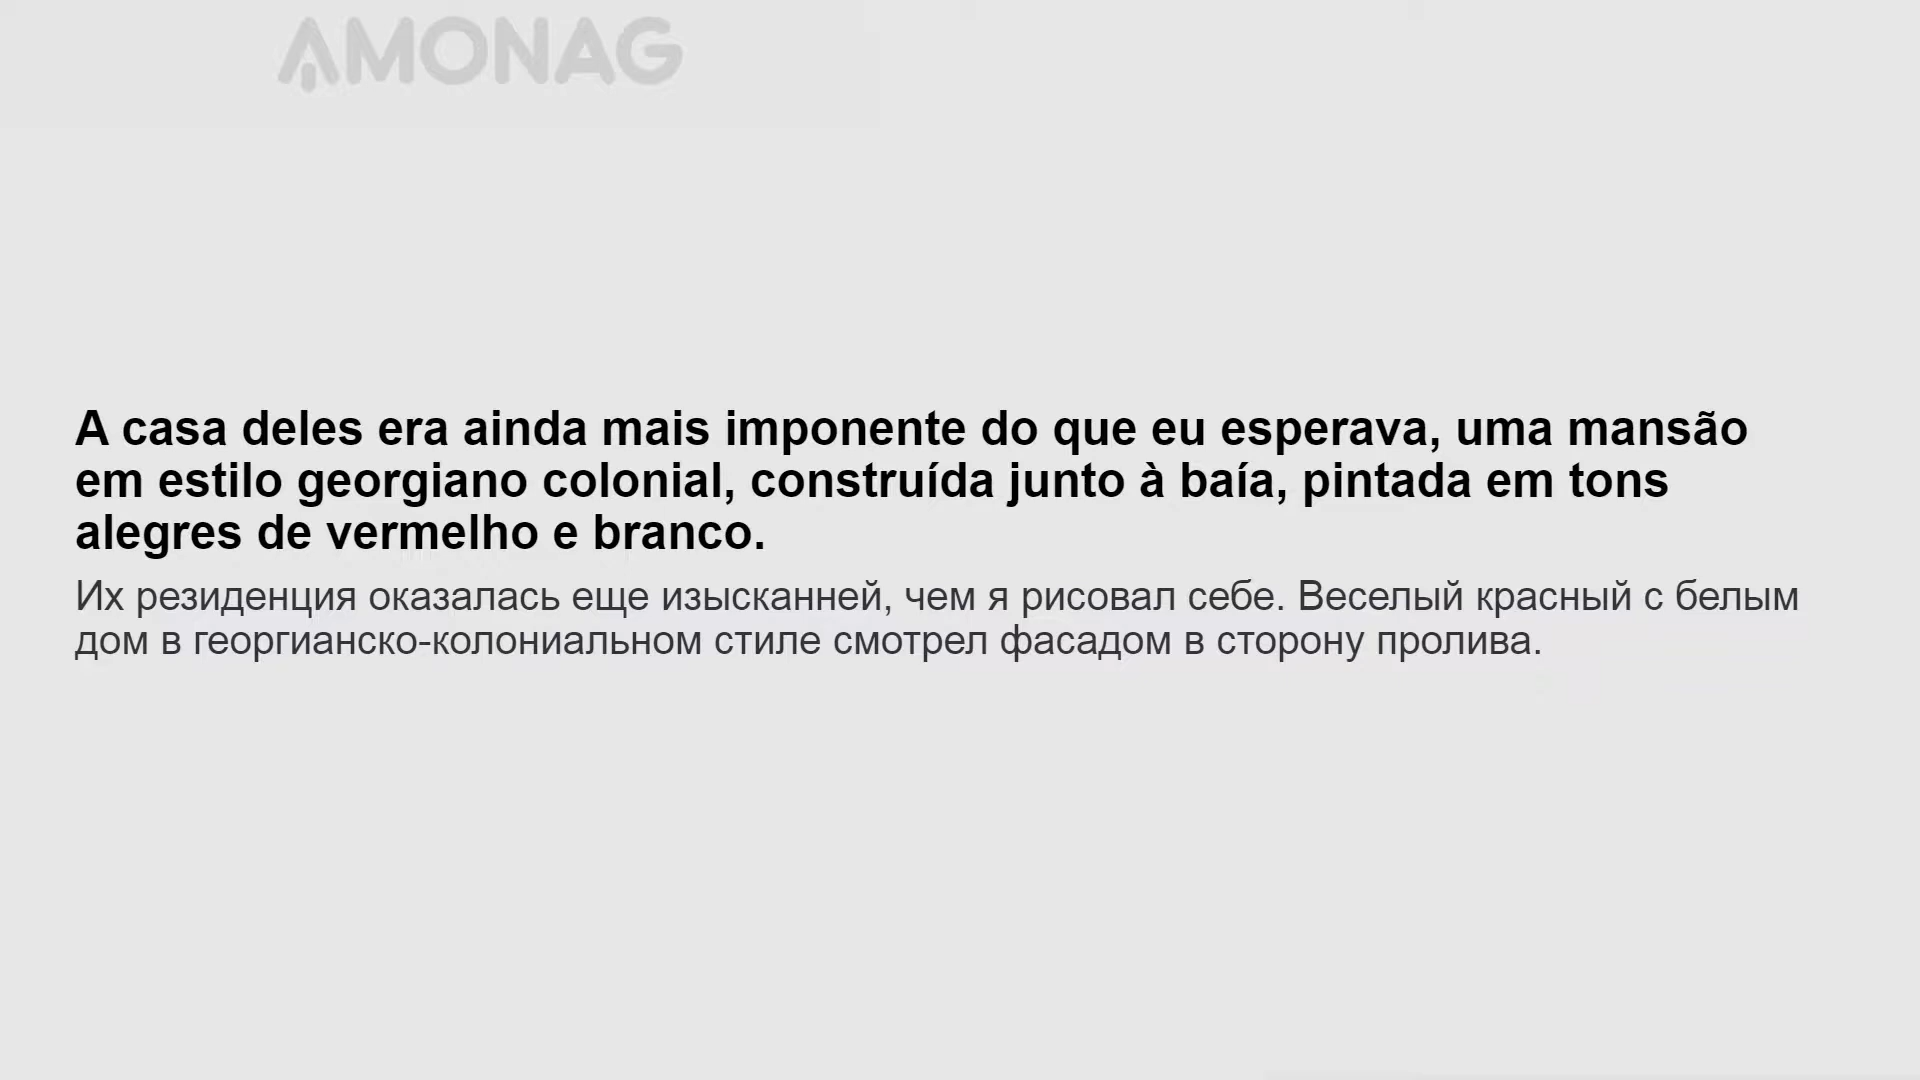 AMONAG
A casa deles era ainda mais imponente do que eu esperava, uma mansão
em estilo georgiano colonial, construída junto à baía, pintada em tons
alegres de vermelho e branco.
Их резиденция оказалась еще изысканней, чем я рисовал себе. Веселый красный с белым
дом в георгианско-колониальном стиле смотрел фасадом в сторону пролива.